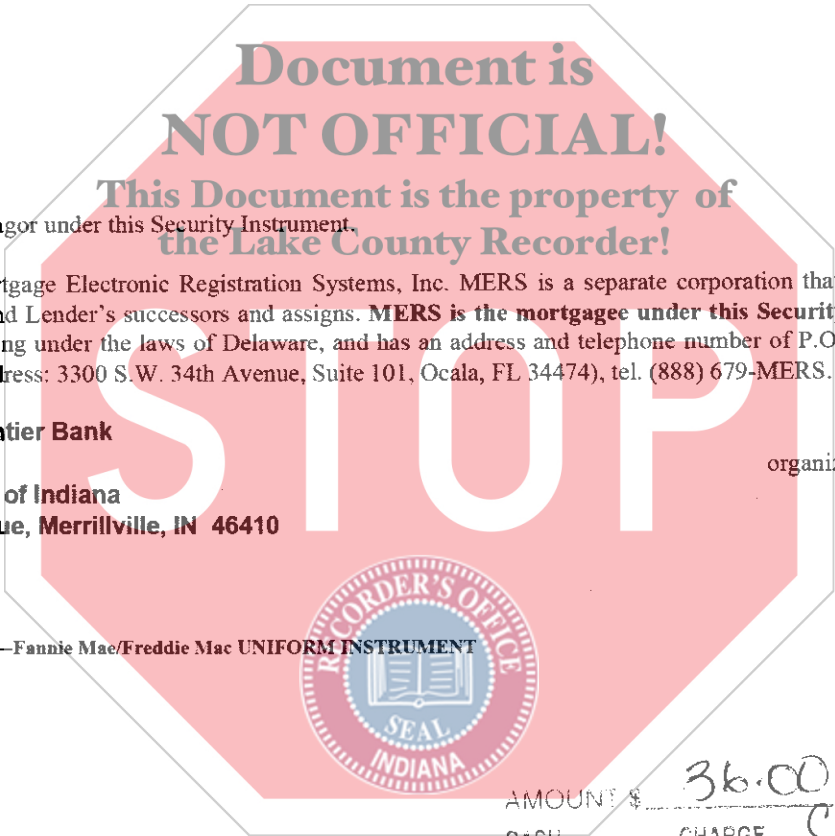 Document is
NOT OFFICIAL!
This Document is the property of
the Lake County Recorder!
agor under this Security Instrument.
rtgage Electronic Registration Systems, Inc. MERS is a separate corporation tha
nd Lender's successors and assigns. MERS is the mortgagee under this Securit
ng under the laws of Delaware, and has an address and telephone number of P.O
ress: 3300 S.W. 34th Avenue, Suite 101, Ocala, FL 34474), tel. (888) 679-MERS.
STOP
ntier Bank
organiz
of Indiana
ue, Merrillville, IN 46410
–Fannie Mae/Freddie Mac UNIFORM INSTRUMENT
RECORDER'S OFFICE
SEAL
INDIANA
AMOUNT $ 36.00
CASH CHARGE